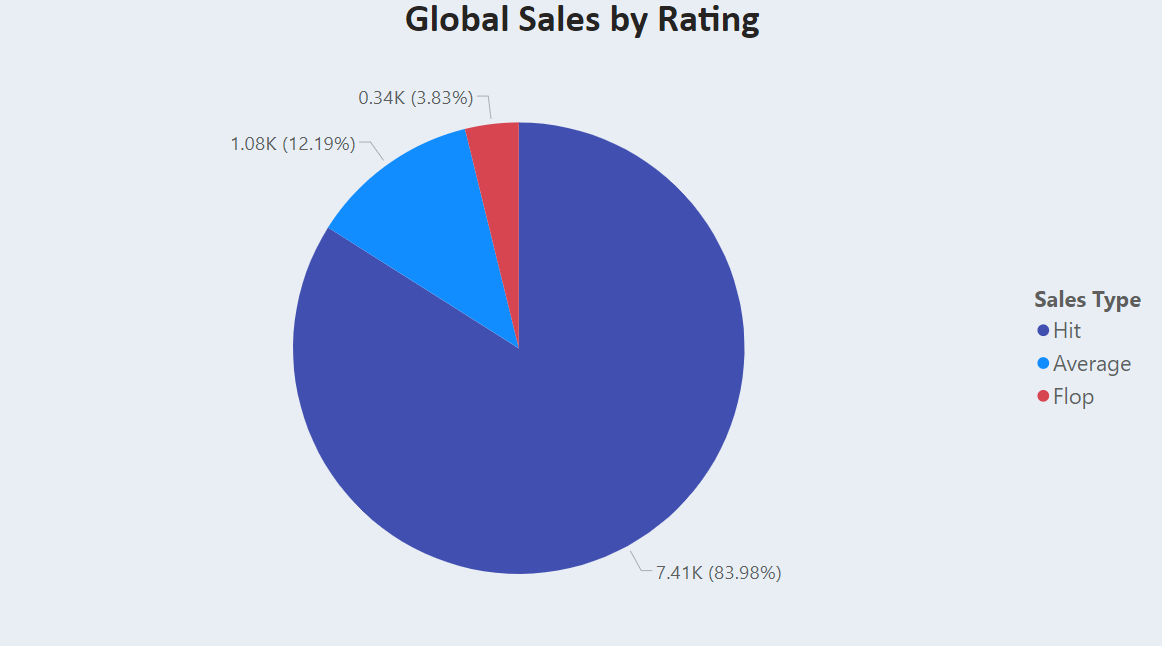 Global Sales by Rating
0.34K (3.83%)
1.08K (12.19%)
7.41K (83.98%)
Sales Type
Hit
Average
Flop